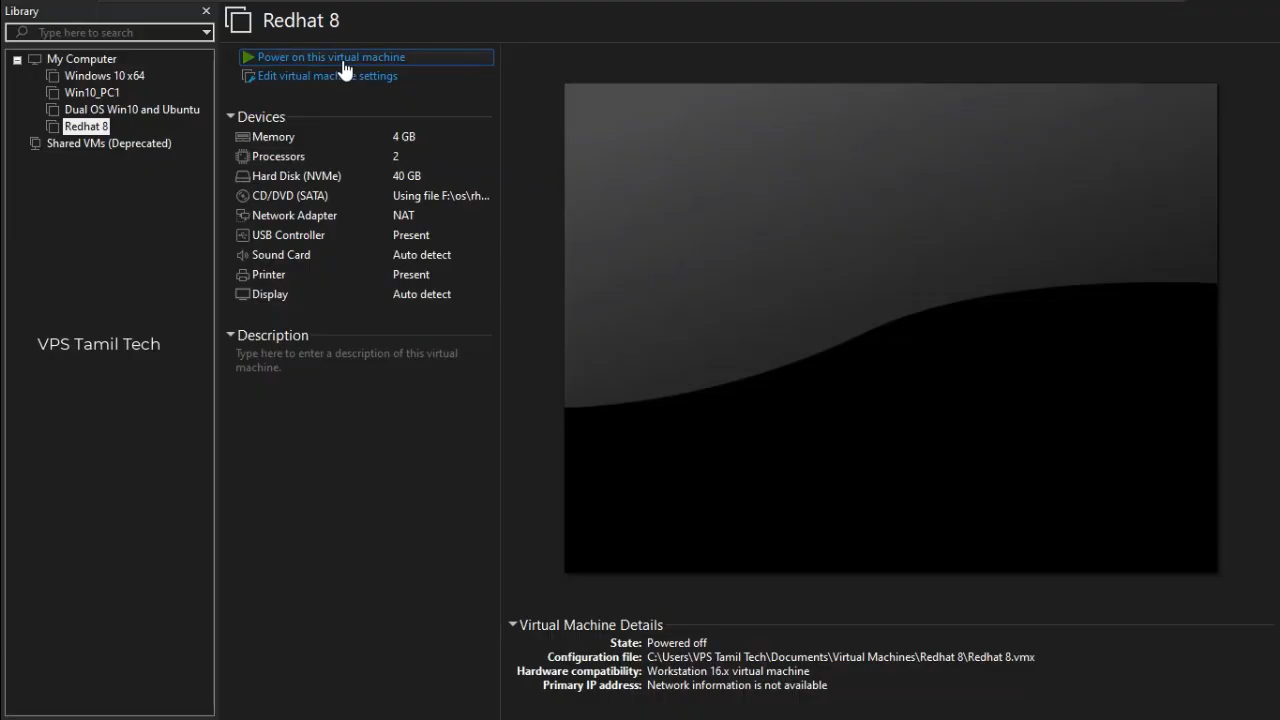 Library
Type here to search
My Computer
Windows 10 x64
Win10_PC1
Dual OS Win10 and Ubuntu
Redhat 8
Shared VMs (Deprecated)
VPS Tamil Tech
Redhat 8
Power on this virtual machine
Edit virtual machine settings
Devices
Memory 4 GB
Processors 2
Hard Disk (NVMe) 40 GB
CD/DVD (SATA) Using file F:\os\rh...
Network Adapter NAT
USB Controller Present
Sound Card Auto detect
Printer Present
Display Auto detect
Description
Type here to enter a description of this virtual
machine.
Virtual Machine Details
State: Powered off
Configuration file: C:\Users\VPS Tamil Tech\Documents\Virtual Machines\Redhat 8\Redhat 8.vmx
Hardware compatibility: Workstation 16.x virtual machine
Primary IP address: Network information is not available